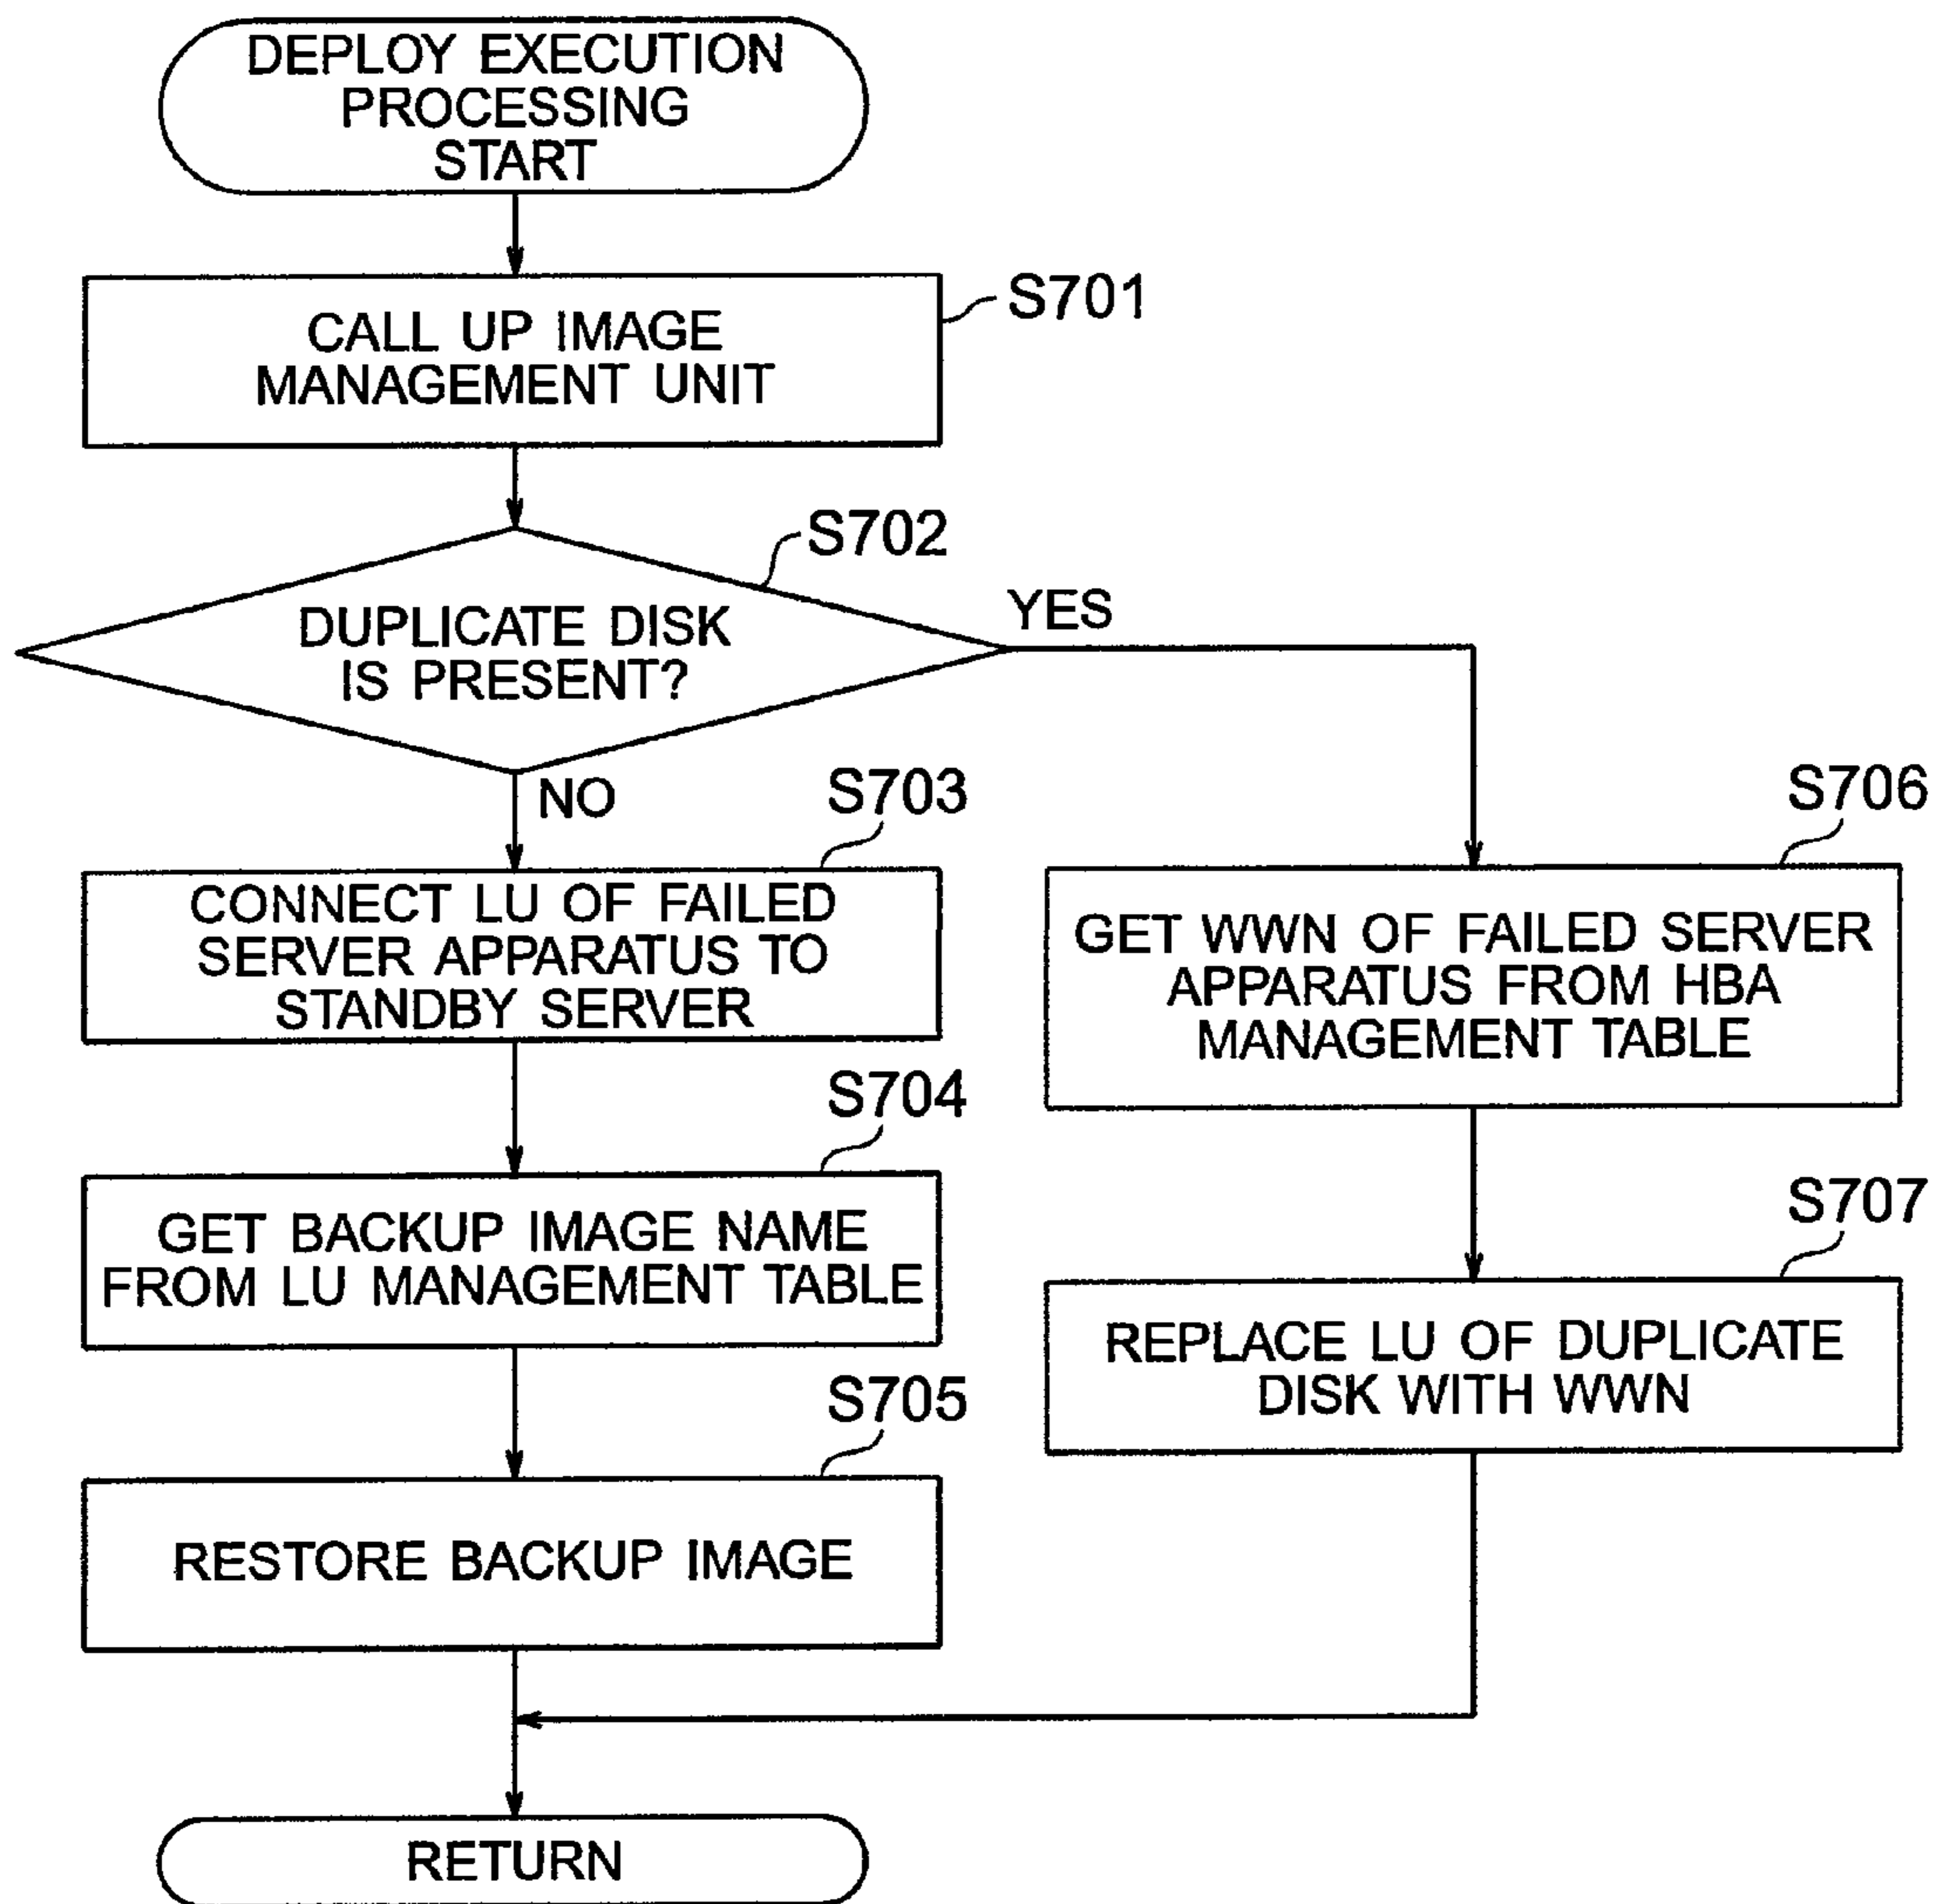 DEPLOY EXECUTION
PROCESSING
START
S701
CALL UP IMAGE
MANAGEMENT UNIT
S702
DUPLICATE DISK
IS PRESENT?
YES
NO
S703
CONNECT LU OF FAILED
SERVER APPARATUS TO
STANDBY SERVER
S704
GET BACKUP IMAGE NAME
FROM LU MANAGEMENT TABLE
S705
RESTORE BACKUP IMAGE
S706
GET WWN OF FAILED SERVER
APPARATUS FROM HBA
MANAGEMENT TABLE
S707
REPLACE LU OF DUPLICATE
DISK WITH WWN
RETURN